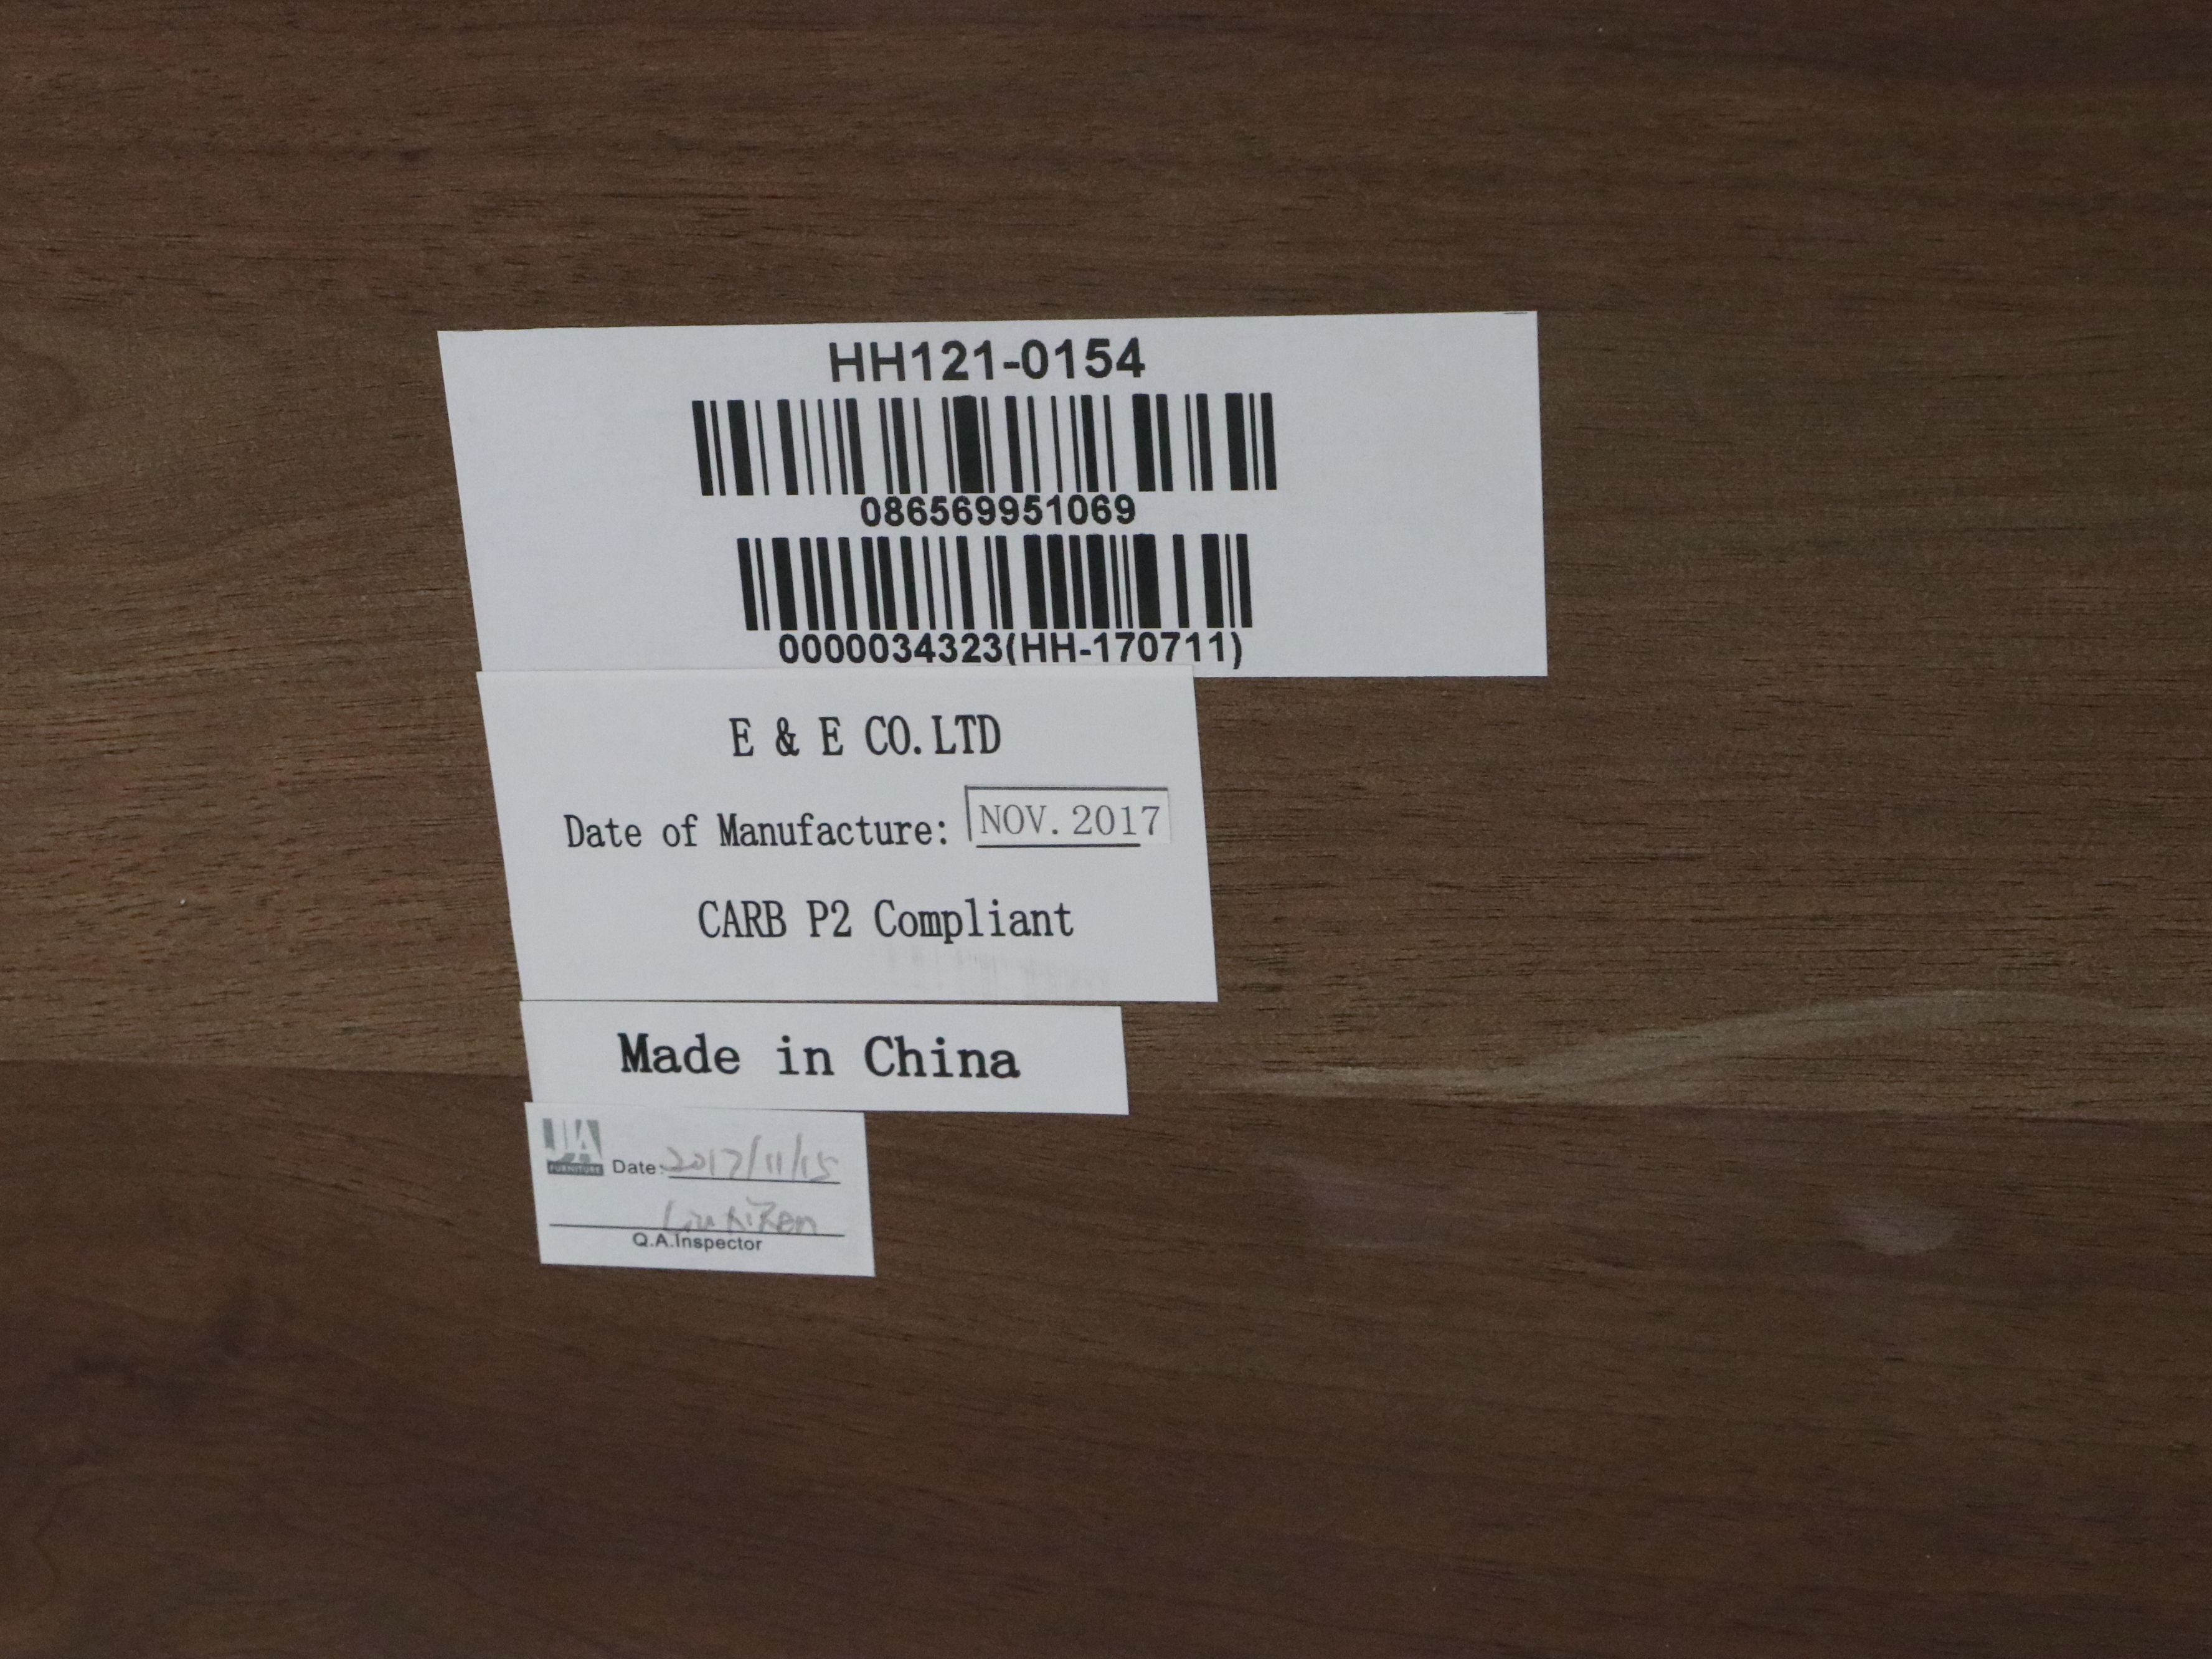 HH121-0154
086569951069
0000034323(HH-170711)
E & E CO.LTD
Date of Manufacture: NOV. 2017
CARB P2 Compliant
Made in China
FURNITURE
Date: 2017/11/15
Q.A.Inspector